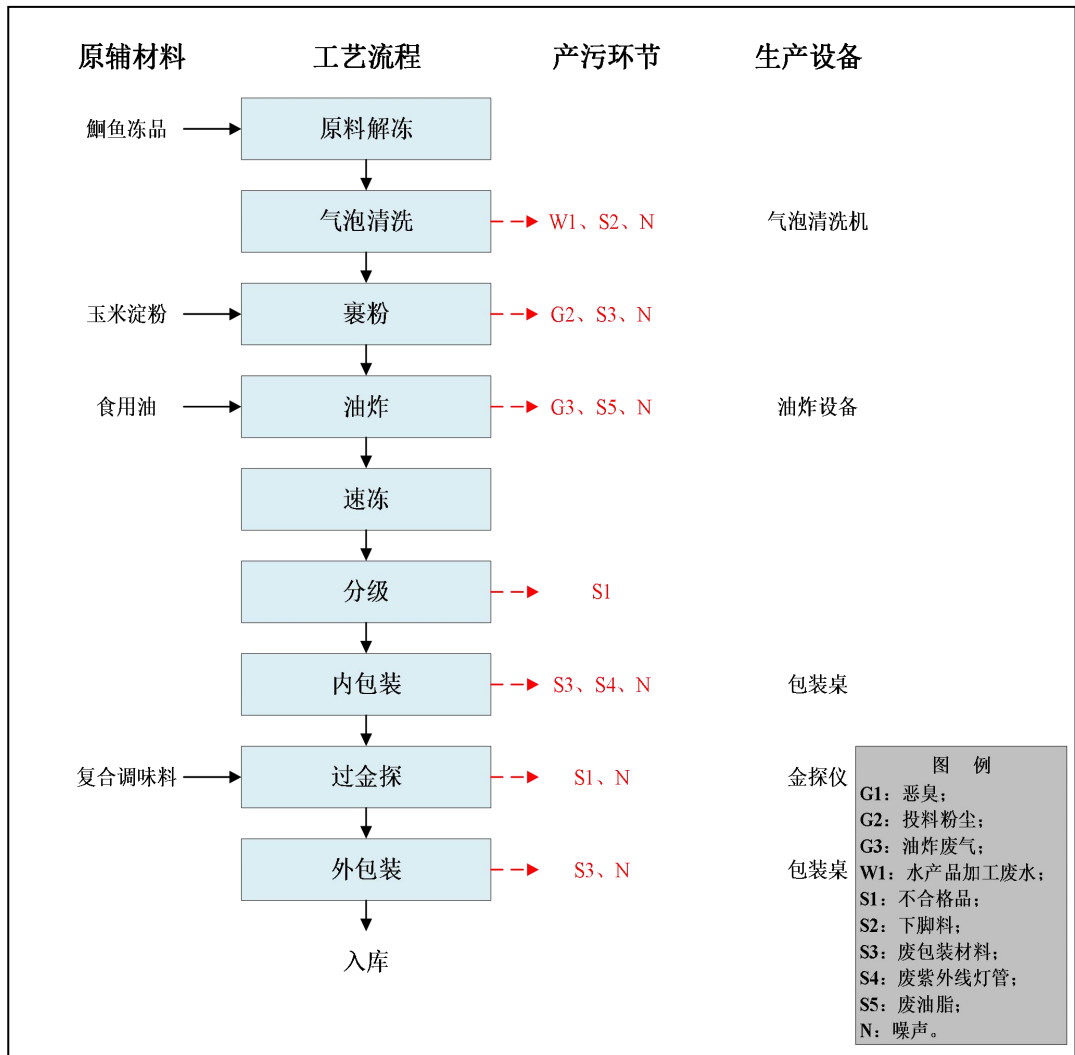 原辅材料 工艺流程 产污环节 生产设备
鮰鱼冻品 原料解冻
气泡清洗 W1、S2、N 气泡清洗机
玉米淀粉 裹粉 G2、S3、N
食用油 油炸 G3、S5、N 油炸设备
速冻
分级 S1
内包装 S3、S4、N 包装桌
复合调味料 过金探 S1、N 金探仪
外包装 S3、N 包装桌
入库
图 例
G1：恶臭；
G2：投料粉尘；
G3：油炸废气；
W1：水产品加工废水；
S1：不合格品；
S2：下脚料；
S3：废包装材料；
S4：废紫外线灯管；
S5：废油脂；
N：噪声。